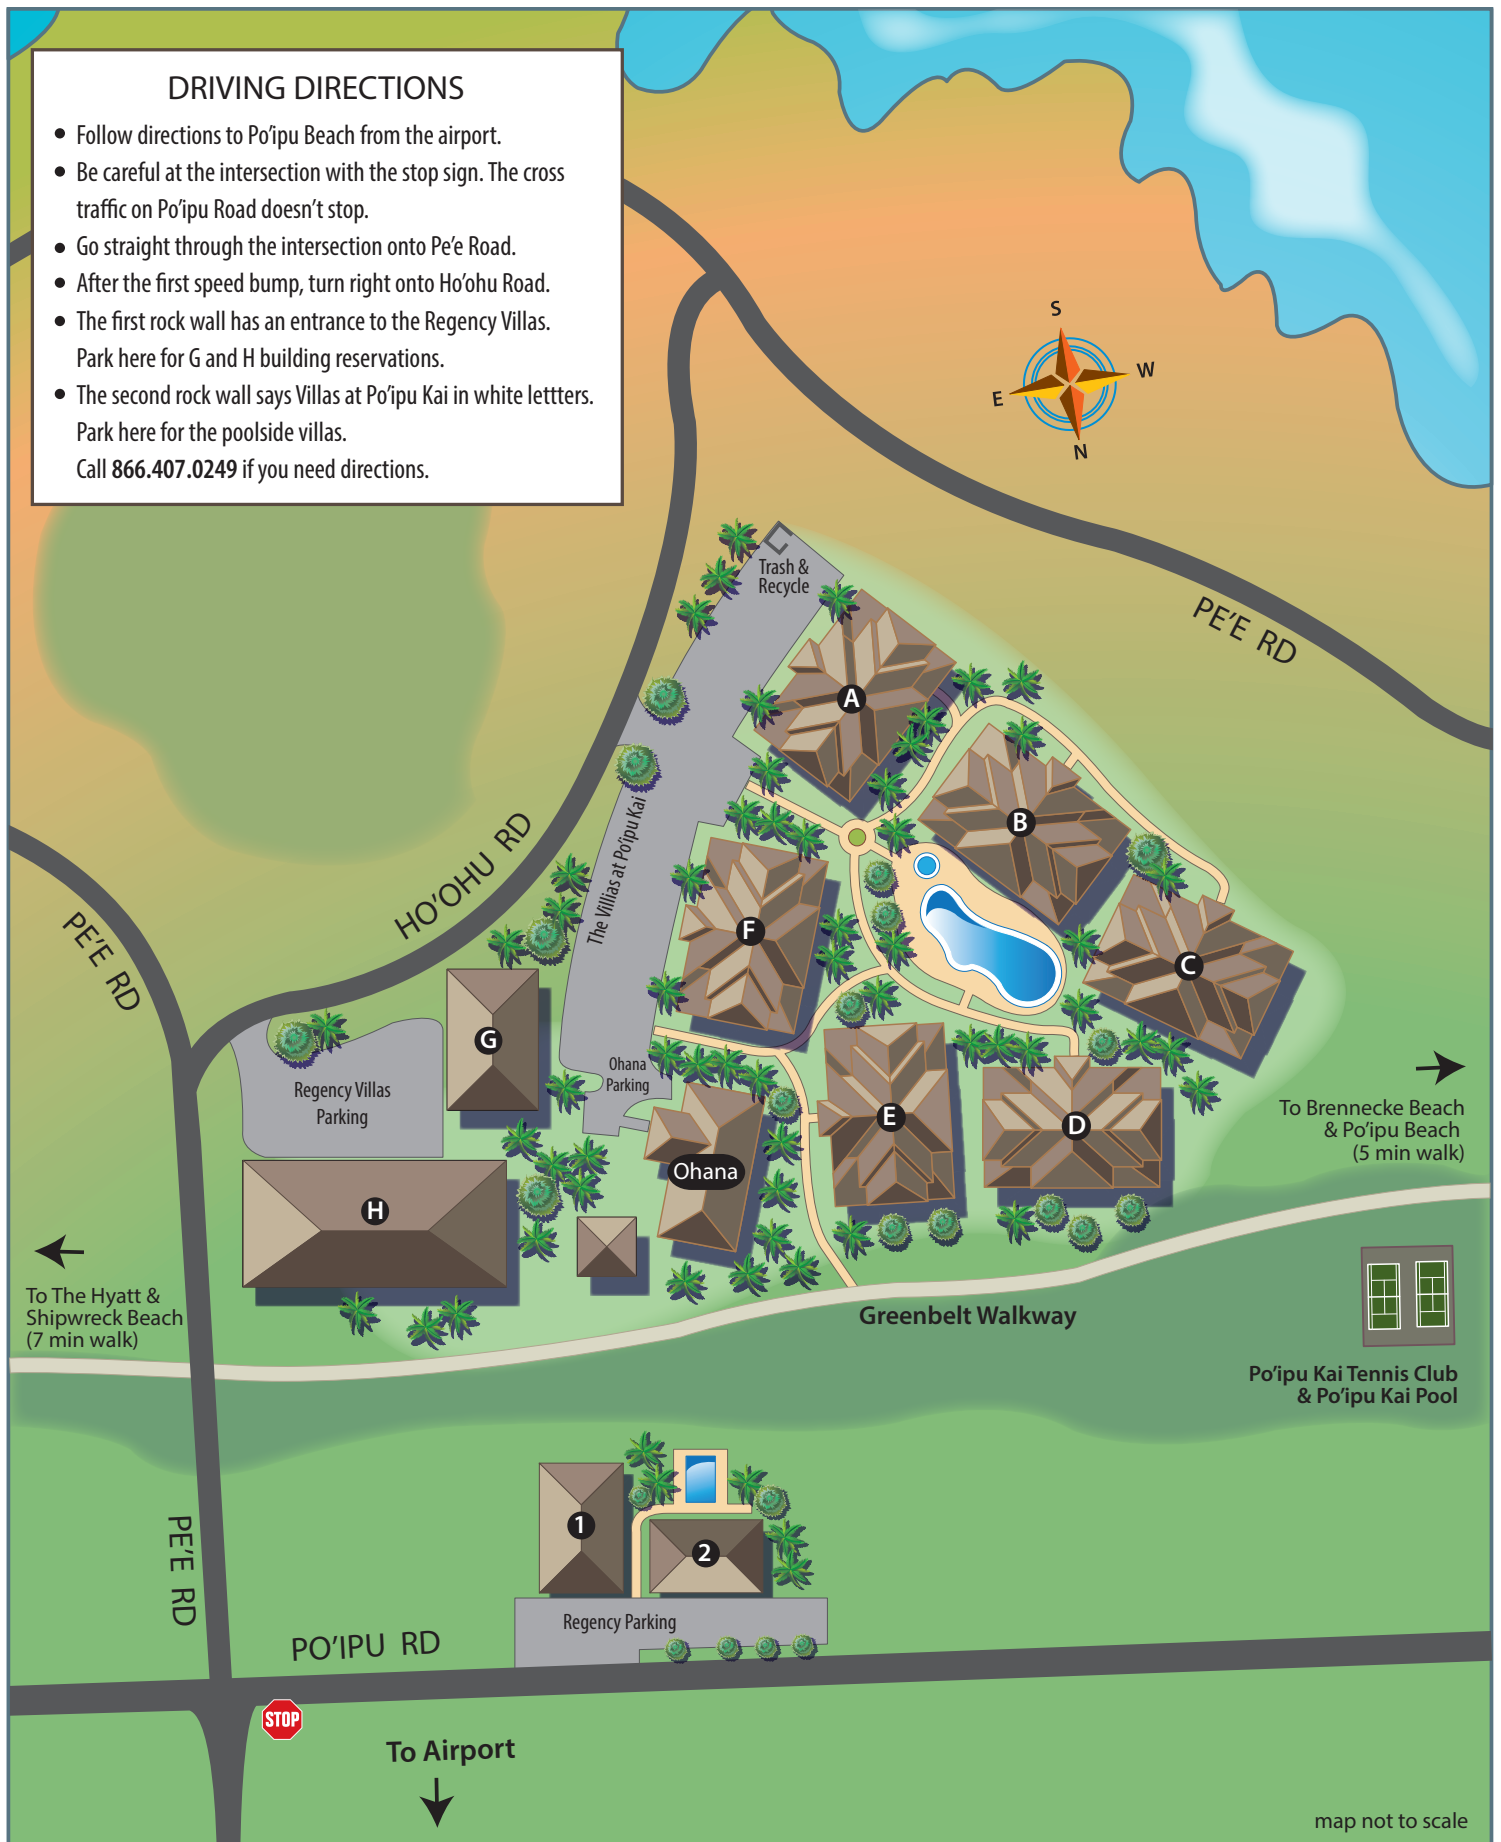 DRIVING DIRECTIONS
• Follow directions to Po'ipu Beach from the airport.
• Be careful at the intersection with the stop sign. The cross
traffic on Po'ipu Road doesn't stop.
• Go straight through the intersection onto Pe'e Road.
• After the first speed bump, turn right onto Ho'ohu Road.
• The first rock wall has an entrance to the Regency Villas.
Park here for G and H building reservations.
• The second rock wall says Villas at Po'ipu Kai in white lettters.
Park here for the poolside villas.
Call 866.407.0249 if you need directions.
S
W
E
N
Trash &
Recycle
PE'E RD
A
B
The Villias at Po'ipu Kai
HO'OHU RD
PE'E RD
F
C
G
Ohana
Parking
Regency Villas
Parking
E
D
To Brennecke Beach
& Po'ipu Beach
(5 min walk)
Ohana
H
To The Hyatt &
Shipwreck Beach
(7 min walk)
Greenbelt Walkway
Po'ipu Kai Tennis Club
& Po'ipu Kai Pool
1
2
PE'E RD
Regency Parking
PO'IPU RD
STOP
To Airport
map not to scale